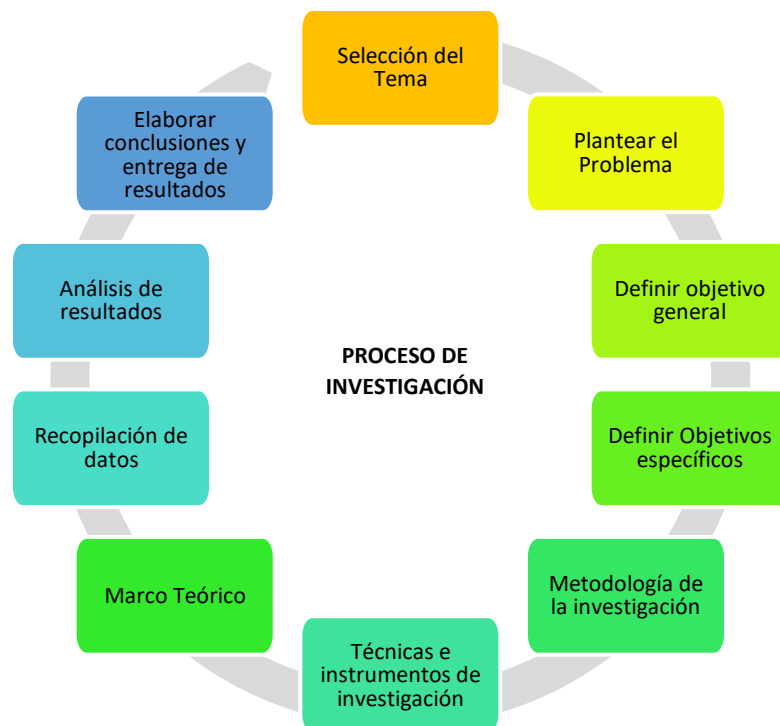 Selección del
Tema
Plantear el
Problema
Definir objetivo
general
Definir Objetivos
específicos
Metodología de
la investigación
Técnicas e
instrumentos de
investigación
Marco Teórico
Recopilación de
datos
Análisis de
resultados
Elaborar
conclusiones y
entrega de
resultados
PROCESO DE
INVESTIGACIÓN